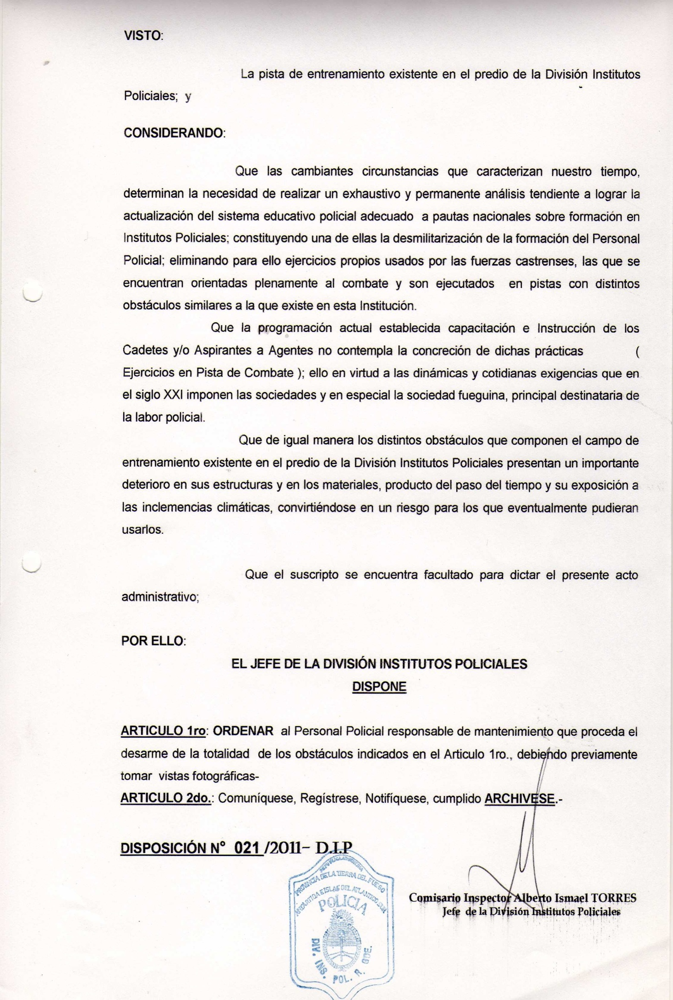 VISTO:
La pista de entrenamiento existente en el predio de la División Institutos
Policiales; y
CONSIDERANDO:
Que las cambiantes circunstancias que caracterizan nuestro tiempo,
determinan la necesidad de realizar un exhaustivo y permanente análisis tendiente a lograr la
actualización del sistema educativo policial adecuado a pautas nacionales sobre formación en
Institutos Policiales; constituyendo una de ellas la desmilitarización de la formación del Personal
Policial; eliminando para ello ejercicios propios usados por las fuerzas castrenses, las que se
encuentran orientadas plenamente al combate y son ejecutados en pistas con distintos
obstáculos similares a la que existe en esta Institución.
Que la programación actual establecida capacitación e Instrucción de los
Cadetes y/o Aspirantes a Agentes no contempla la concreción de dichas prácticas (
Ejercicios en Pista de Combate ); ello en virtud a las dinámicas y cotidianas exigencias que en
el siglo XXI imponen las sociedades y en especial la sociedad fueguina, principal destinataria de
la labor policial.
Que de igual manera los distintos obstáculos que componen el campo de
entrenamiento existente en el predio de la División Institutos Policiales presentan un importante
deterioro en sus estructuras y en los materiales, producto del paso del tiempo y su exposición a
las inclemencias climáticas, convirtiéndose en un riesgo para los que eventualmente pudieran
usarlos.
Que el suscripto se encuentra facultado para dictar el presente acto
administrativo;
POR ELLO:
EL JEFE DE LA DIVISIÓN INSTITUTOS POLICIALES
DISPONE
ARTICULO 1ro: ORDENAR al Personal Policial responsable de mantenimiento que proceda el
desarme de la totalidad de los obstáculos indicados en el Articulo 1ro., debiendo previamente
tomar vistas fotográficas-
ARTICULO 2do.: Comuníquese, Regístrese, Notifíquese, cumplido ARCHIVESE.-
DISPOSICIÓN Nº 021 /2011- D.I.P
REPUBLICA ARGENTINA
PROVINCIA DE LA TIERRA DEL FUEGO
ANTARTIDA E ISLAS DEL ATLANTICO SUR
POLICIA
DIV. INS. POL. R. GDE.
Comisario Inspector Alberto Ismael TORRES
Jefe de la División Institutos Policiales